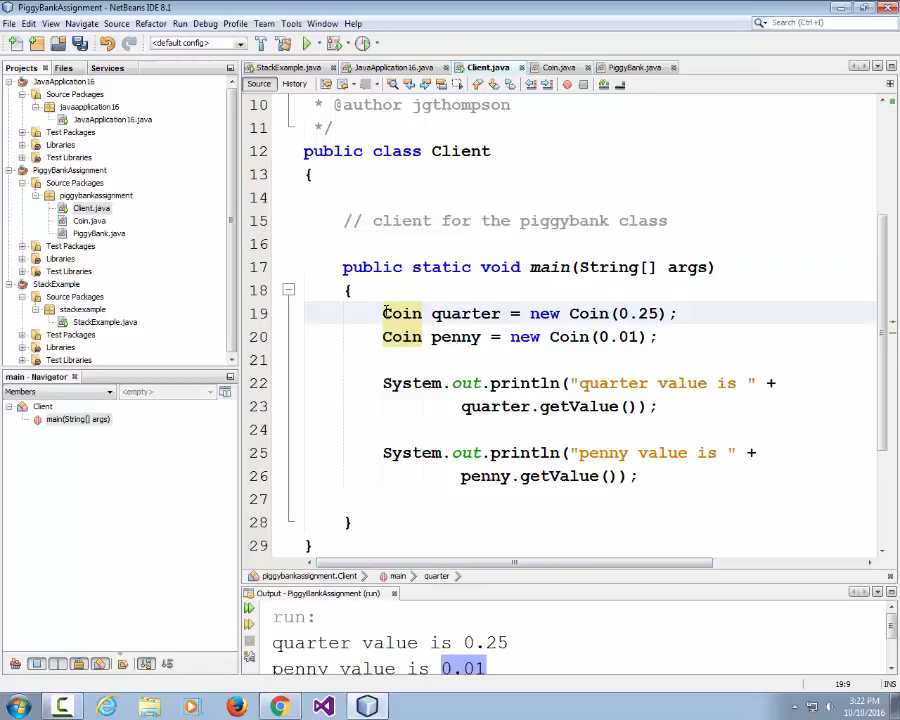 PiggyBankAssignment - NetBeans IDE 8.1
File Edit View Navigate Source Refactor Run Debug Profile Team Tools Window Help
Search (Ctrl+I)
<default config>
Projects Files Services
JavaApplication16
Source Packages
javaapplication16
JavaApplication16.java
Test Packages
Libraries
Test Libraries
PiggyBankAssignment
Source Packages
piggybankassignment
Client.java
Coin.java
PiggyBank.java
Test Packages
Libraries
Test Libraries
StackExample
Source Packages
stackexample
StackExample.java
Test Packages
Libraries
Test Libraries
main - Navigator
Members <empty>
Client
main(String[] args)
StackExample.java JavaApplication16.java Client.java Coin.java PiggyBank.java
Source History
10 * @author jgthompson
11 */
12 public class Client
13 {
14
15 // client for the piggybank class
16
17 public static void main(String[] args)
18 {
19 Coin quarter = new Coin(0.25);
20 Coin penny = new Coin(0.01);
21
22 System.out.println("quarter value is " +
23 quarter.getValue());
24
25 System.out.println("penny value is " +
26 penny.getValue());
27
28 }
29 }
piggybankassignment.Client main quarter
Output - PiggyBankAssignment (run)
run:
quarter value is 0.25
penny value is 0.01
19:9 INS
3:22 PM
10/10/2016